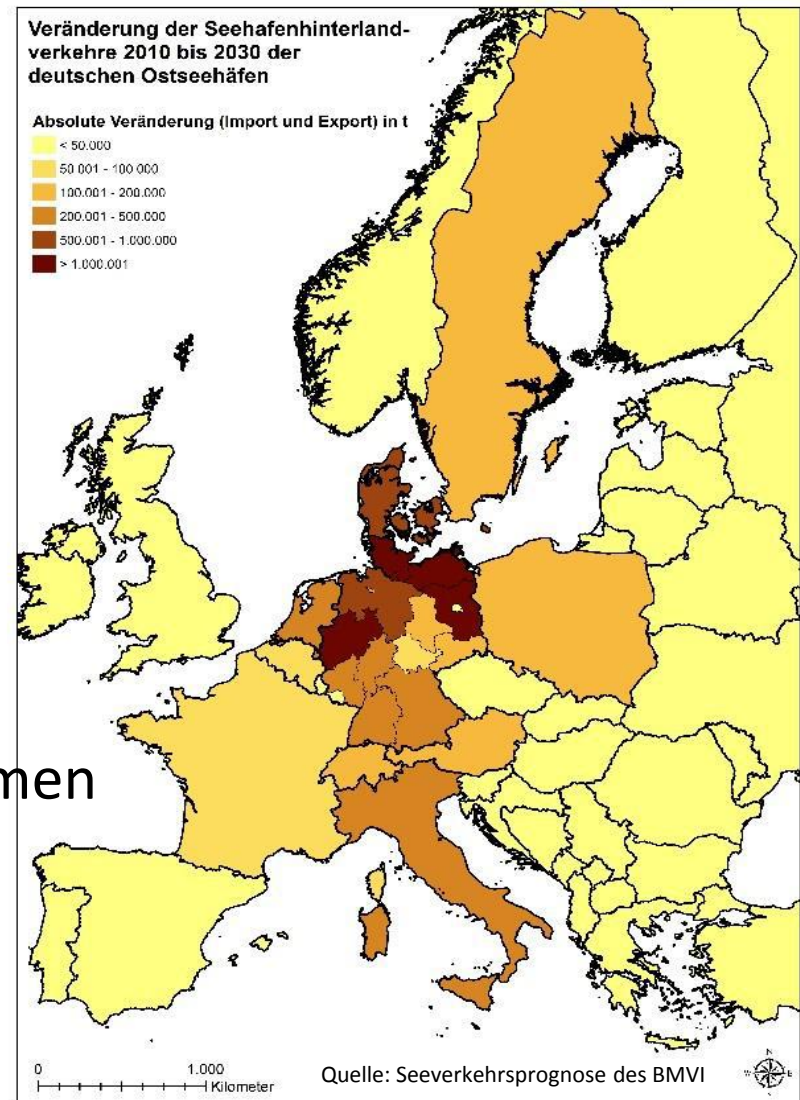 Veränderung der Seehafenhinterland-
verkehre 2010 bis 2030 der
deutschen Ostseehäfen
Absolute Veränderung (Import und Export) in t
< 50.000
50 001 - 100 000
100.001 - 200.000
200.001 - 500.000
500.001 - 1.000.000
> 1.000.001
men
0 1.000
Kilometer
Quelle: Seeverkehrsprognose des BMVI
N
W E
S